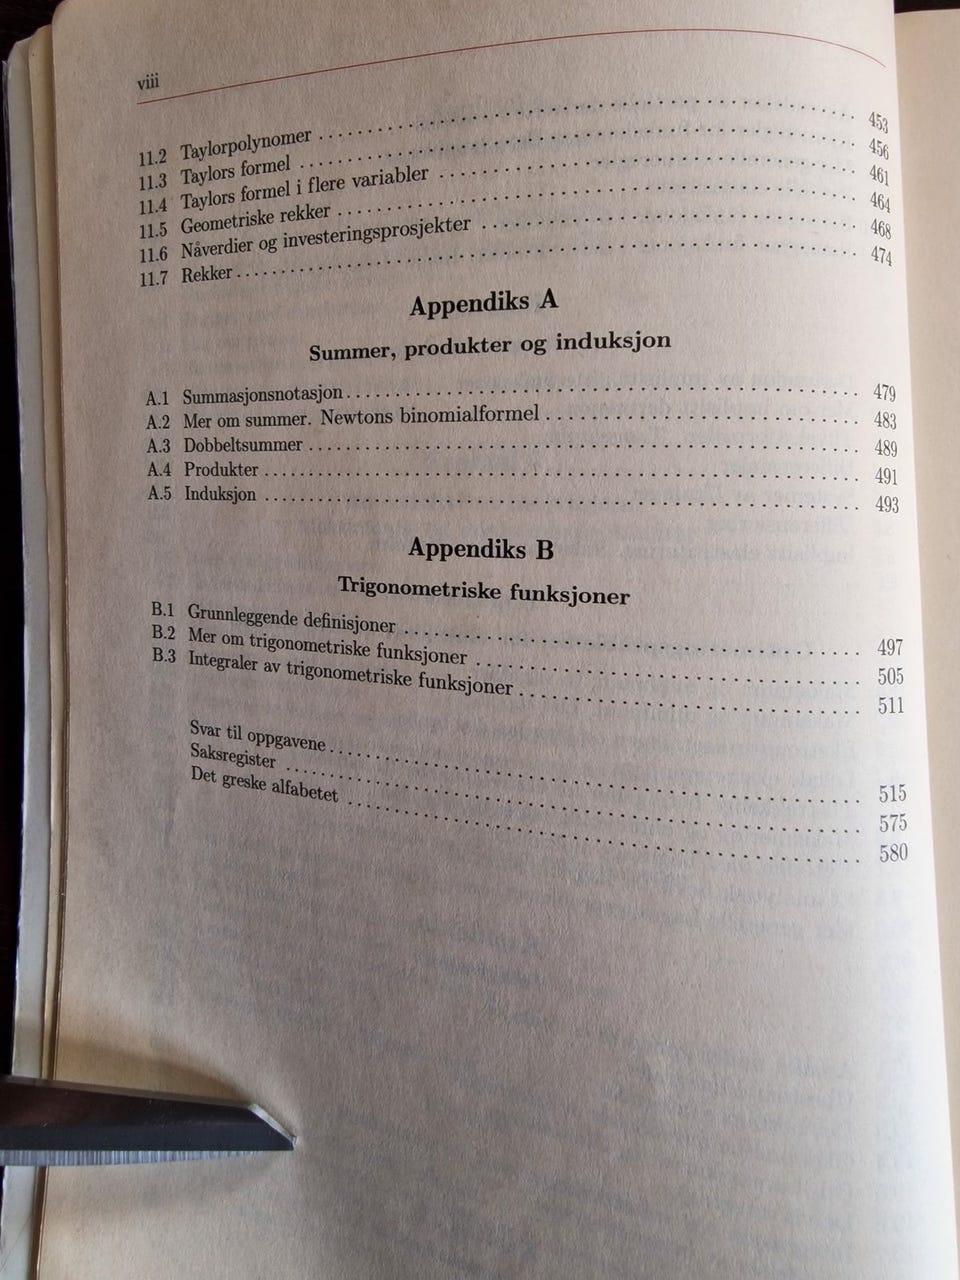 viii
11.2 Taylorpolynomer 453
11.3 Taylors formel 456
11.4 Taylors formel i flere variabler 461
11.5 Geometriske rekker 464
11.6 Nåverdier og investeringsprosjekter 468
11.7 Rekker 474
Appendiks A
Summer, produkter og induksjon
A.1 Summasjonsnotasjon 479
A.2 Mer om summer. Newtons binomialformel 483
A.3 Dobbeltsummer 489
A.4 Produkter 491
A.5 Induksjon 493
Appendiks B
Trigonometriske funksjoner
B.1 Grunnleggende definisjoner 497
B.2 Mer om trigonometriske funksjoner 505
B.3 Integraler av trigonometriske funksjoner 511
Svar til oppgavene 515
Saksregister 575
Det greske alfabetet 580